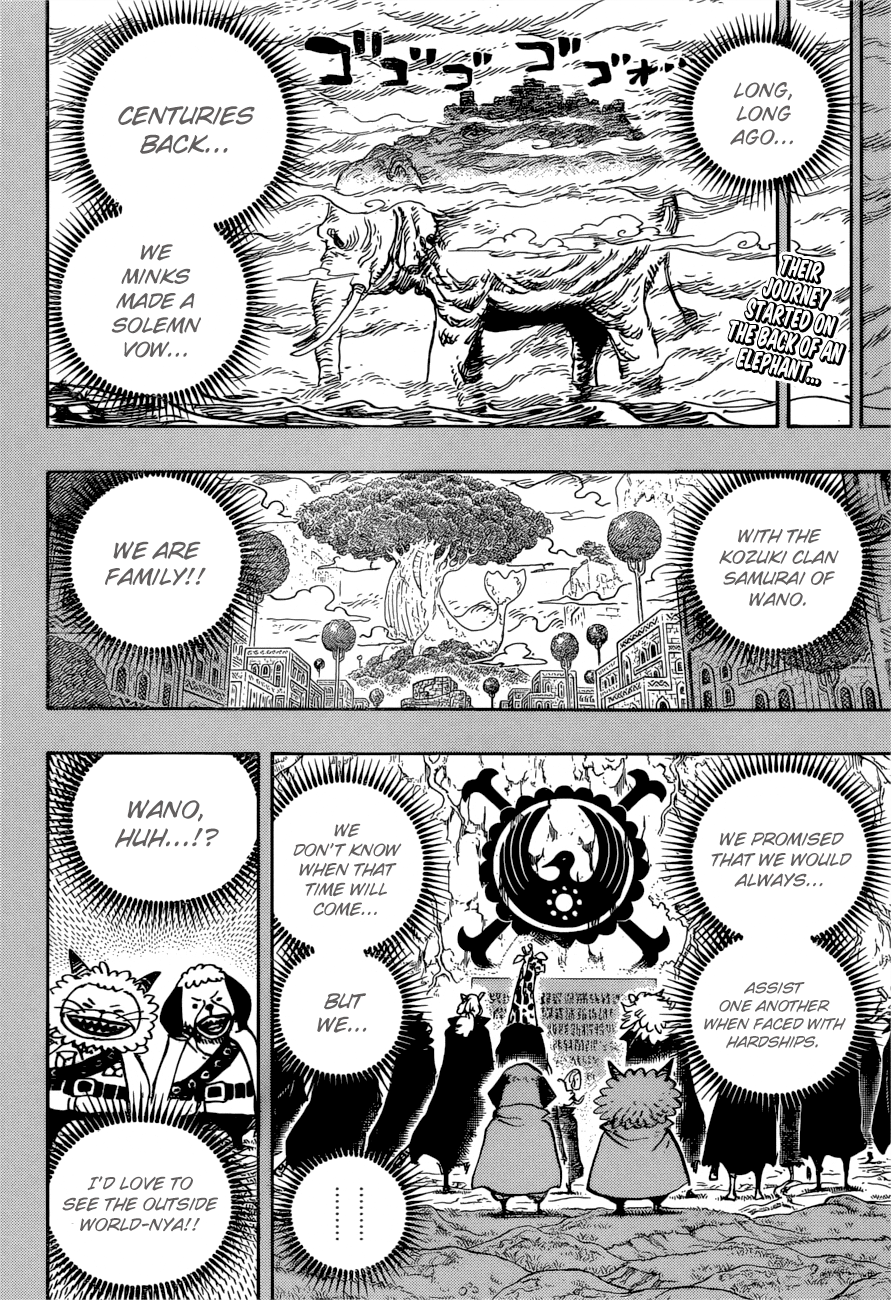 LONG,
LONG
AGO...
ゴゴゴゴゴォ･･
CENTURIES
BACK...
WE
MINKS
MADE A
SOLEMN
VOW...
THEIR
JOURNEY
STARTED ON
THE BACK OF AN
ELEPHANT...
WITH THE
KOZUKI CLAN
SAMURAI OF
WANO.
WE ARE
FAMILY!!
WE PROMISED
THAT WE WOULD
ALWAYS...
ASSIST
ONE ANOTHER
WHEN FACED WITH
HARDSHIPS.
WE
DON'T KNOW
WHEN THAT
TIME WILL
COME...
BUT
WE...
WANO,
HUH...!?
I'D LOVE TO
SEE THE OUTSIDE
WORLD-NYA!!